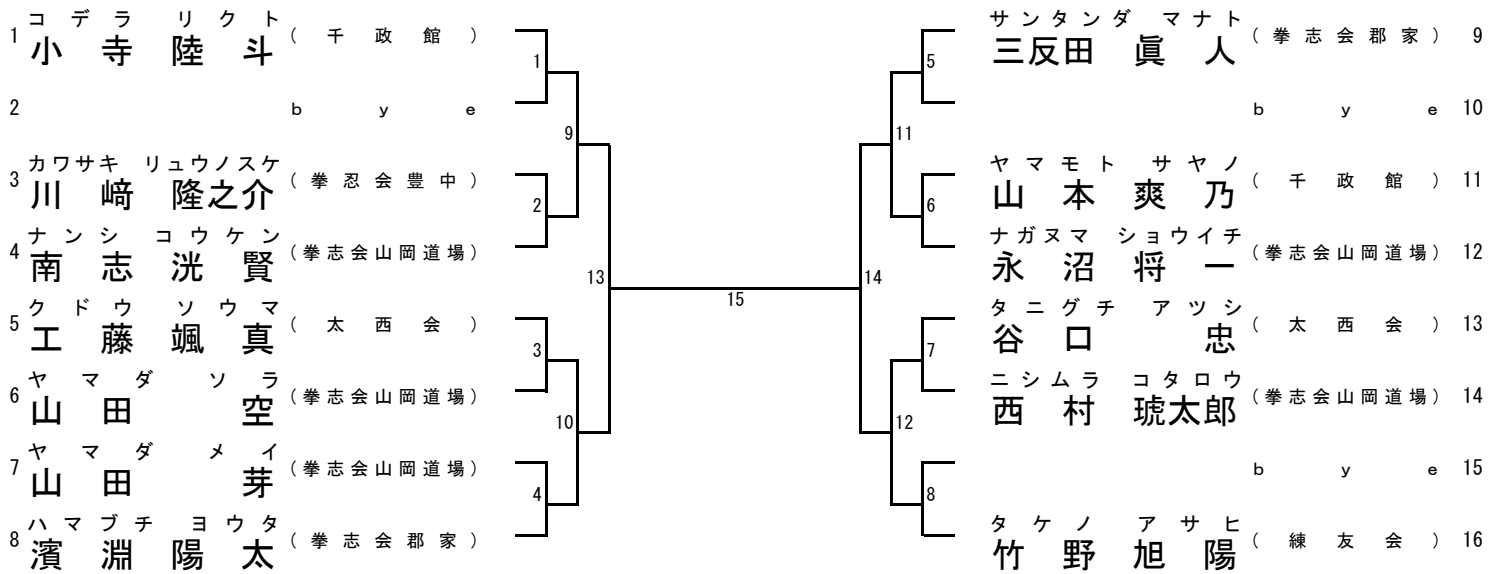 コデラ リクト
1 小寺 陸斗 (千政館)
1
2 bye
9
カワサキ リュウノスケ
3 川﨑 隆之介 (拳忍会豊中)
2
ナンシ コウケン
4 南志 洸賢 (拳志会山岡道場)
13
クドウ ソウマ
5 工藤 颯真 (太西会)
3
ヤマダ ソラ
6 山田 空 (拳志会山岡道場)
10
ヤマダ メイ
7 山田 芽 (拳志会山岡道場)
4
ハマブチ ヨウタ
8 濱淵 陽太 (拳志会郡家)
15
サンタンダ マナト
三反田 眞人 (拳志会郡家) 9
5
bye 10
11
ヤマモト サヤノ
山本 爽乃 (千政館) 11
6
ナガヌマ ショウイチ
永沼 将一 (拳志会山岡道場) 12
14
タニグチ アツシ
谷口 忠 (太西会) 13
7
ニシムラ コタロウ
西村 琥太郎 (拳志会山岡道場) 14
12
bye 15
8
タケノ アサヒ
竹野 旭陽 (練友会) 16